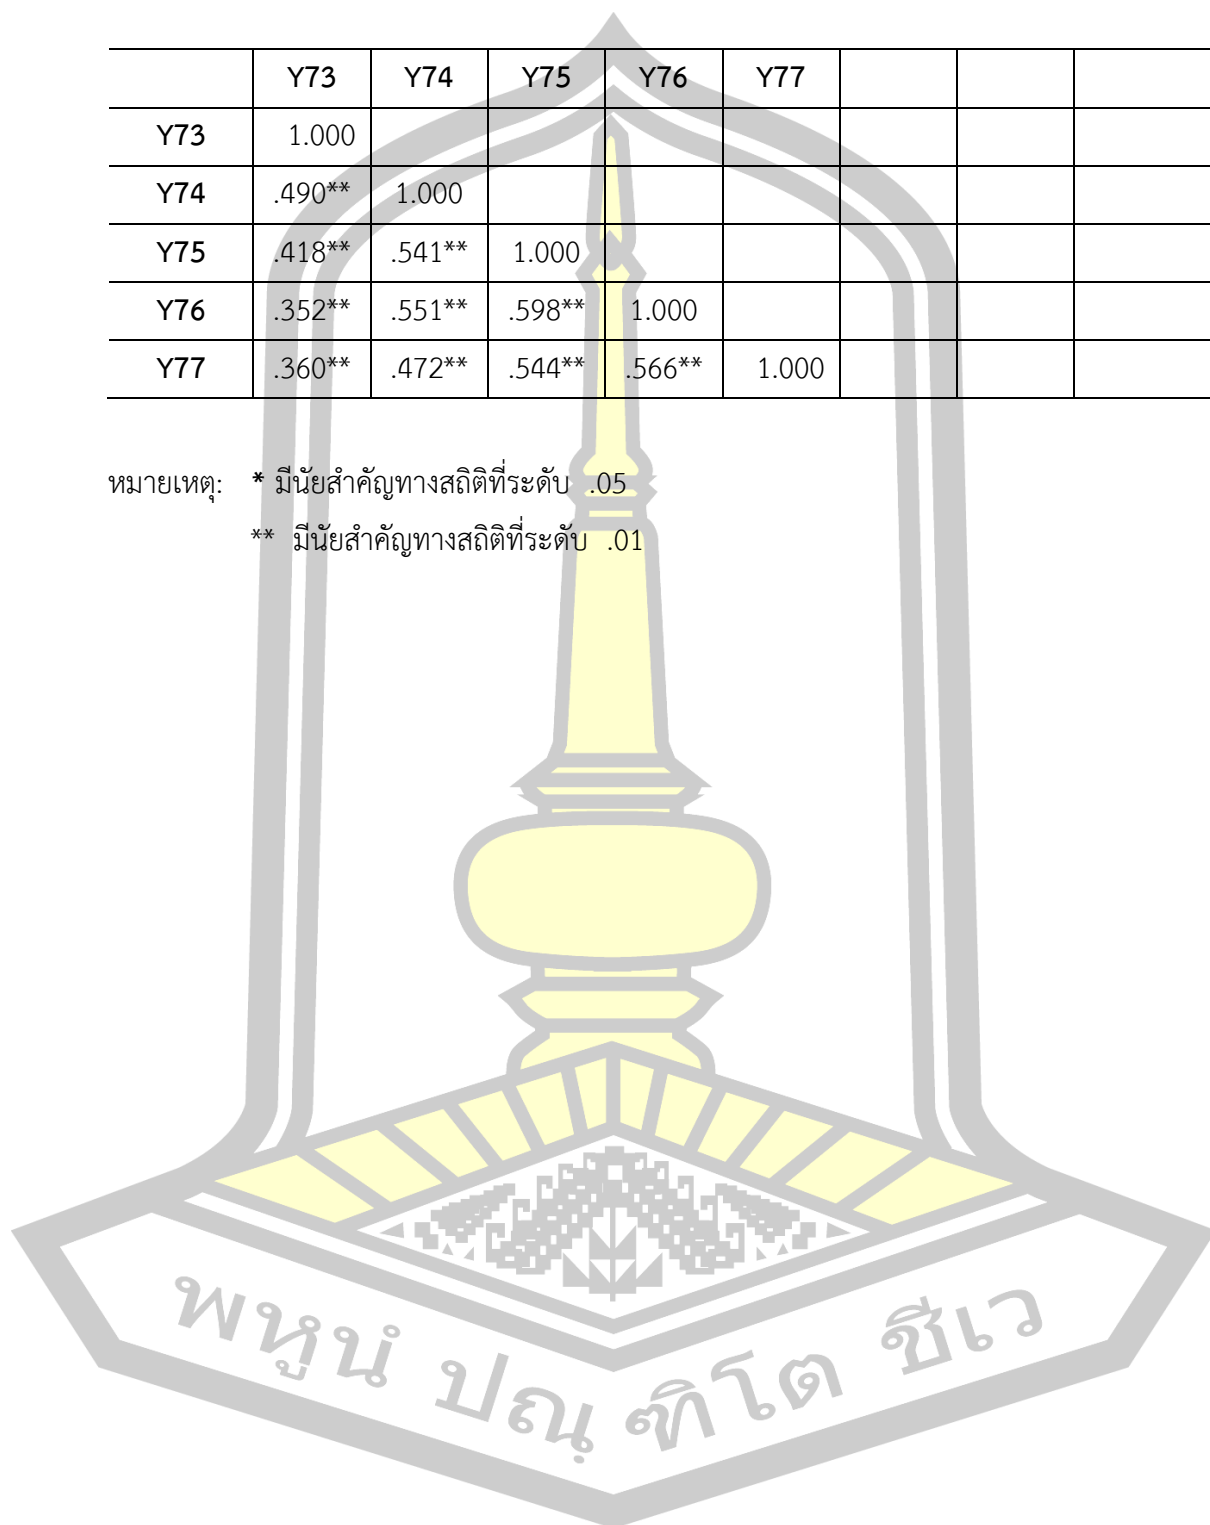 Y73 Y74 Y75 Y76 Y77
Y73 1.000
Y74 .490** 1.000
Y75 .418** .541** 1.000
Y76 .352** .551** .598** 1.000
Y77 .360** .472** .544** .566** 1.000
หมายเหตุ: * มีนัยสำคัญทางสถิติที่ระดับ .05
** มีนัยสำคัญทางสถิติที่ระดับ .01
พหูนํ ปณฺฑิโต ชีเว